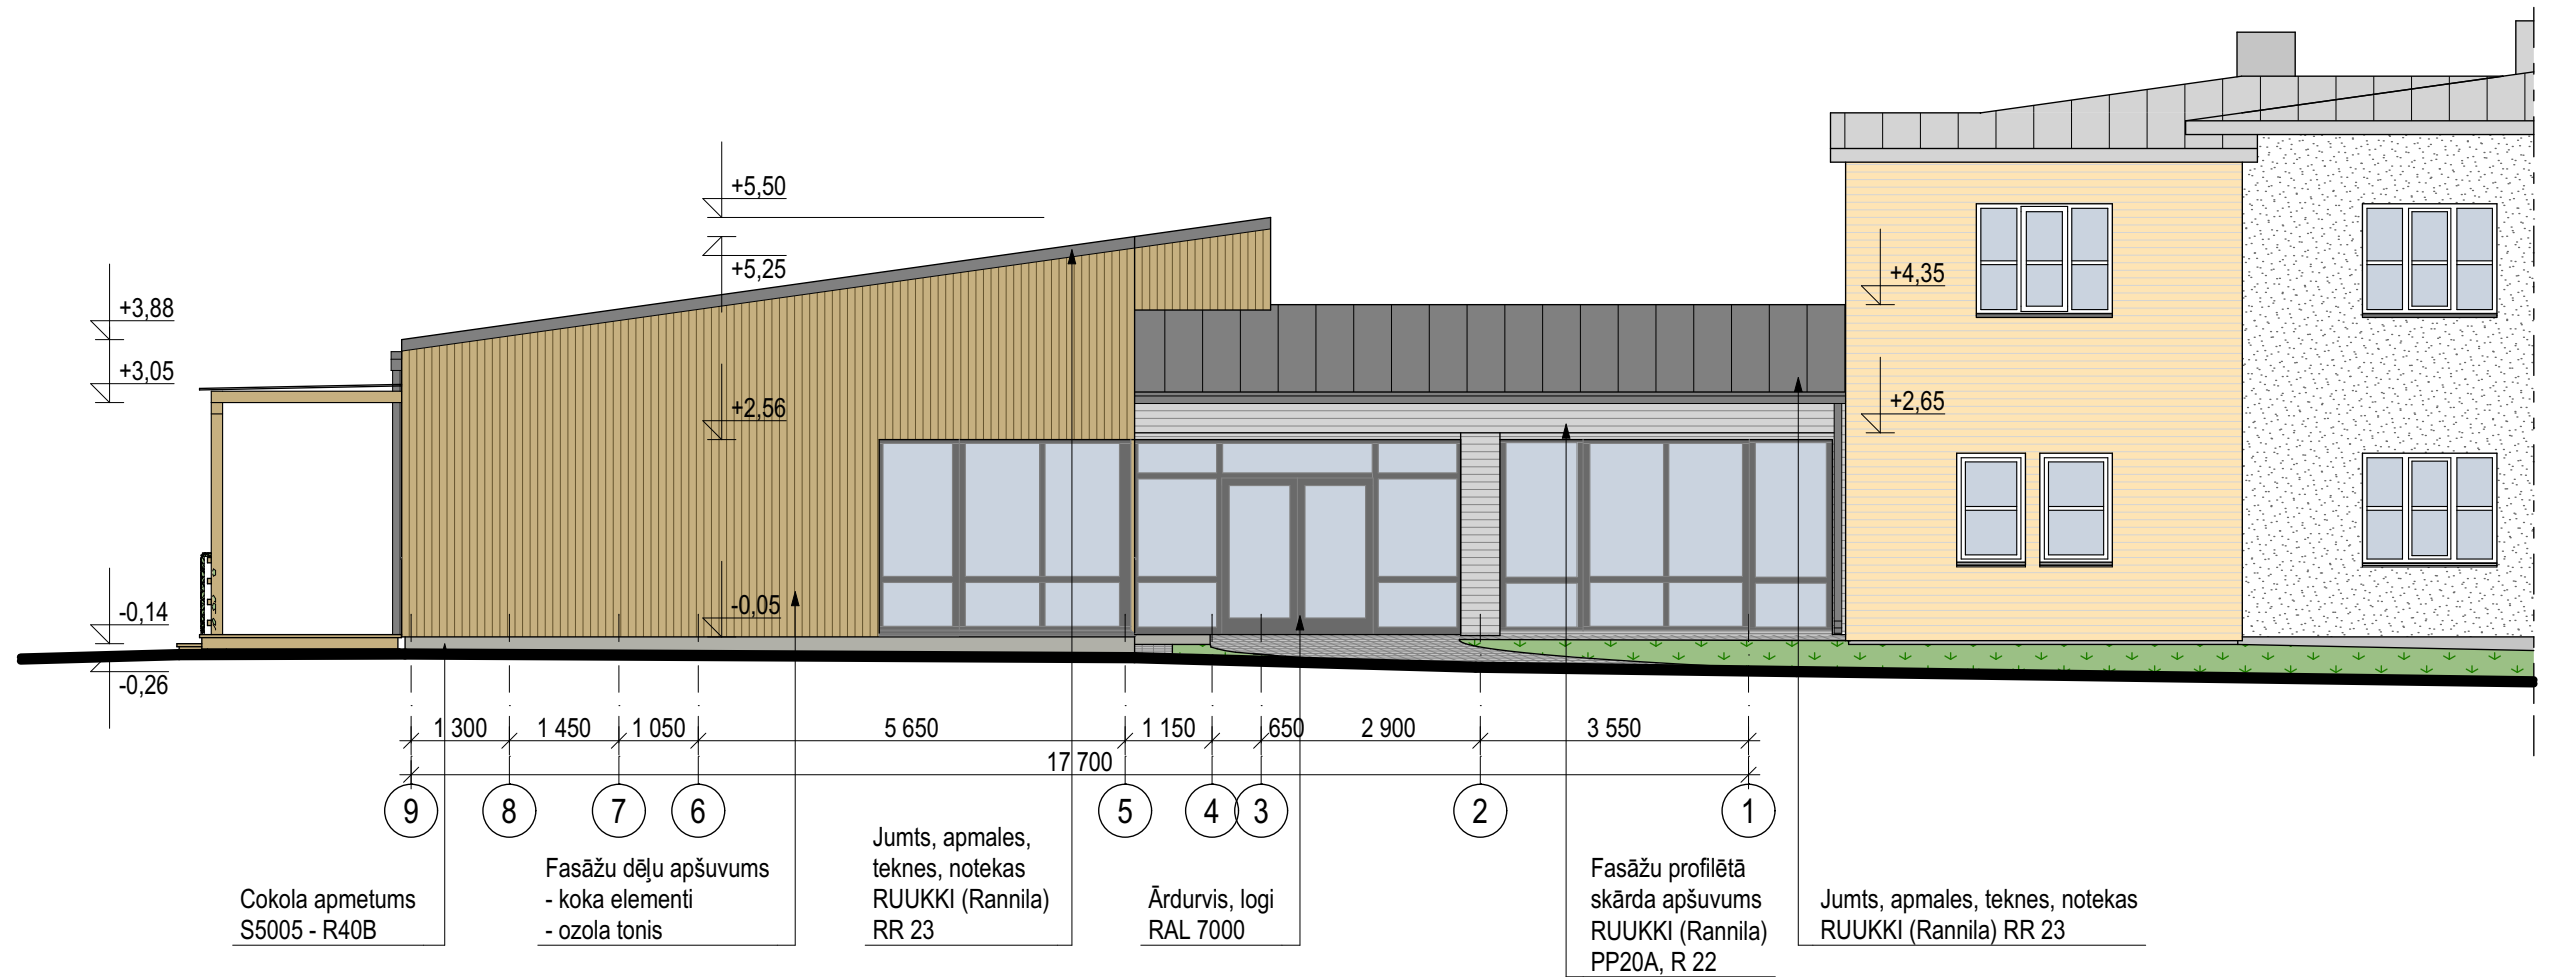 +5,50
+5,25
+3,88
+3,05
+4,35
+2,56
+2,65
-0,14
-0,05
-0,26
1 300
1 450
1 050
5 650
1 150
650
2 900
3 550
17 700
9
8
7
6
5
4
3
2
1
Cokola apmetums
S5005 - R40B
Fasāžu dēļu apšuvums
- koka elementi
- ozola tonis
Jumts, apmales,
teknes, notekas
RUUKKI (Rannila)
RR 23
Ārdurvis, logi
RAL 7000
Fasāžu profilētā
skārda apšuvums
RUUKKI (Rannila)
PP20A, R 22
Jumts, apmales, teknes, notekas
RUUKKI (Rannila) RR 23